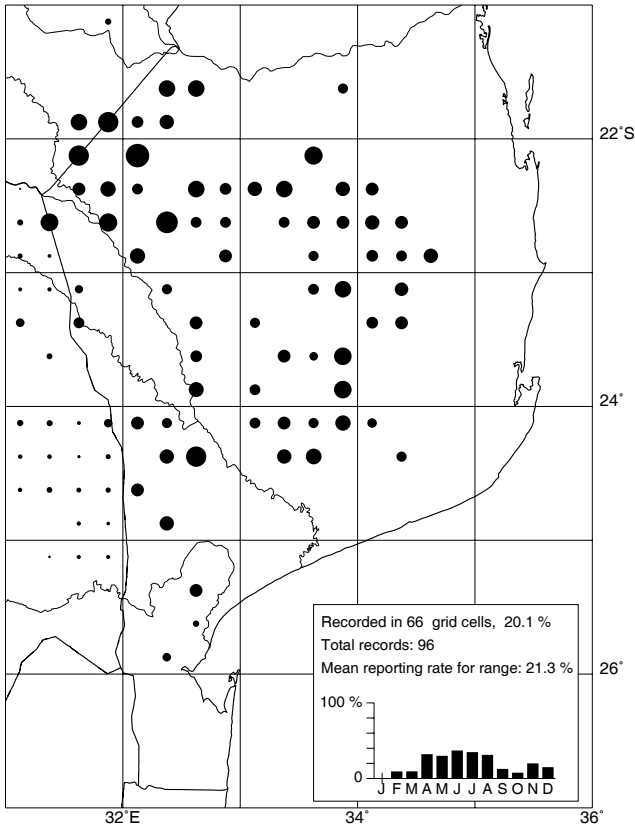 22°S
24°
Recorded in 66 grid cells, 20.1 %
Total records: 96
Mean reporting rate for range: 21.3 %
26°
100 %
0
J F M A M J J A S O N D
32°E
34°
36°